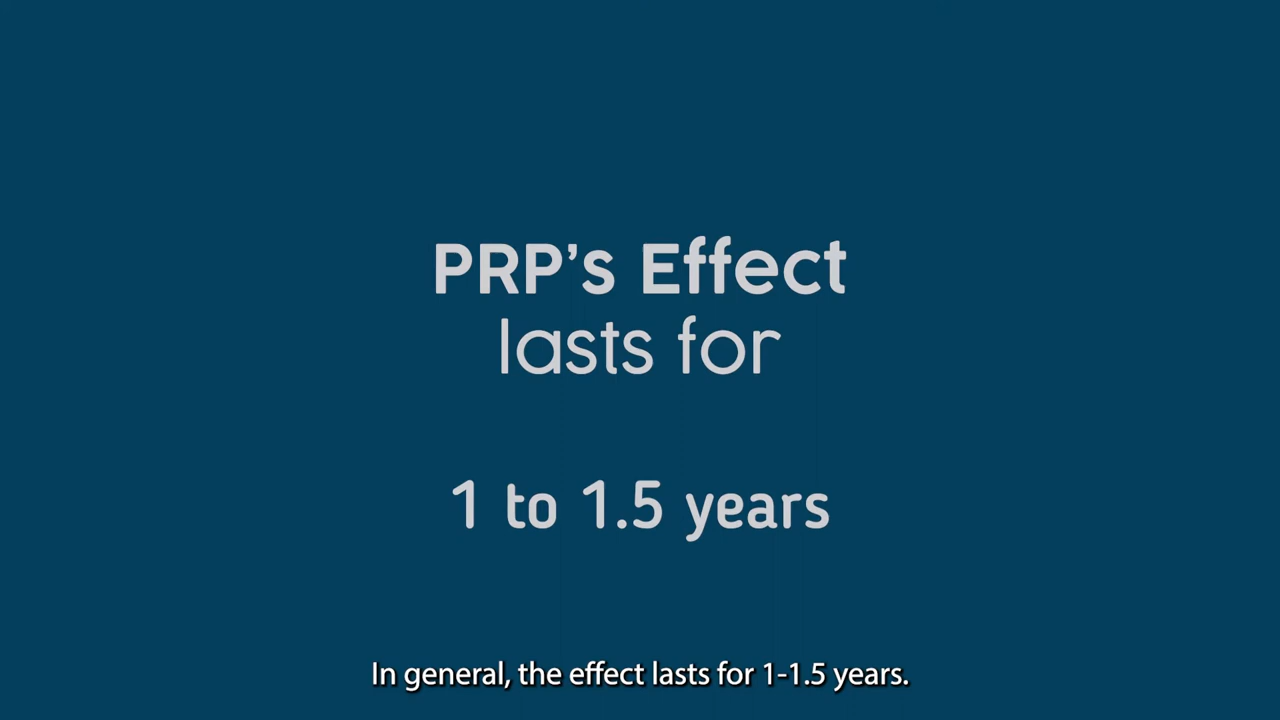 PRP's Effect
lasts for
1 to 1.5 years
In general, the effect lasts for 1-1.5 years.